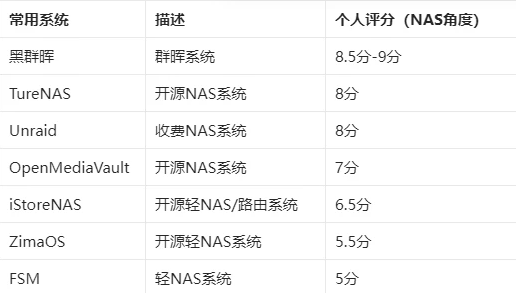 常用系统 描述 个人评分（NAS角度）
黑群晖 群晖系统 8.5分-9分
TureNAS 开源NAS系统 8分
Unraid 收费NAS系统 8分
OpenMediaVault 开源NAS系统 7分
iStoreNAS 开源轻NAS/路由系统 6.5分
ZimaOS 开源轻NAS系统 5.5分
FSM 轻NAS系统 5分